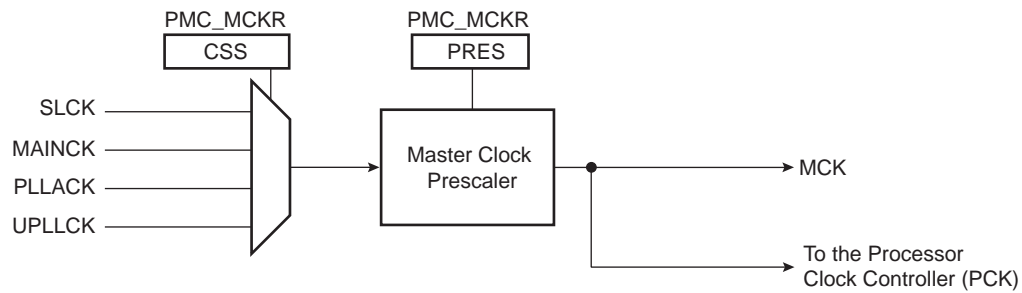 PMC_MCKR
PMC_MCKR
CSS
PRES
SLCK
MAINCK
PLLACK
UPLLCK
Master Clock
Prescaler
MCK
To the Processor
Clock Controller (PCK)